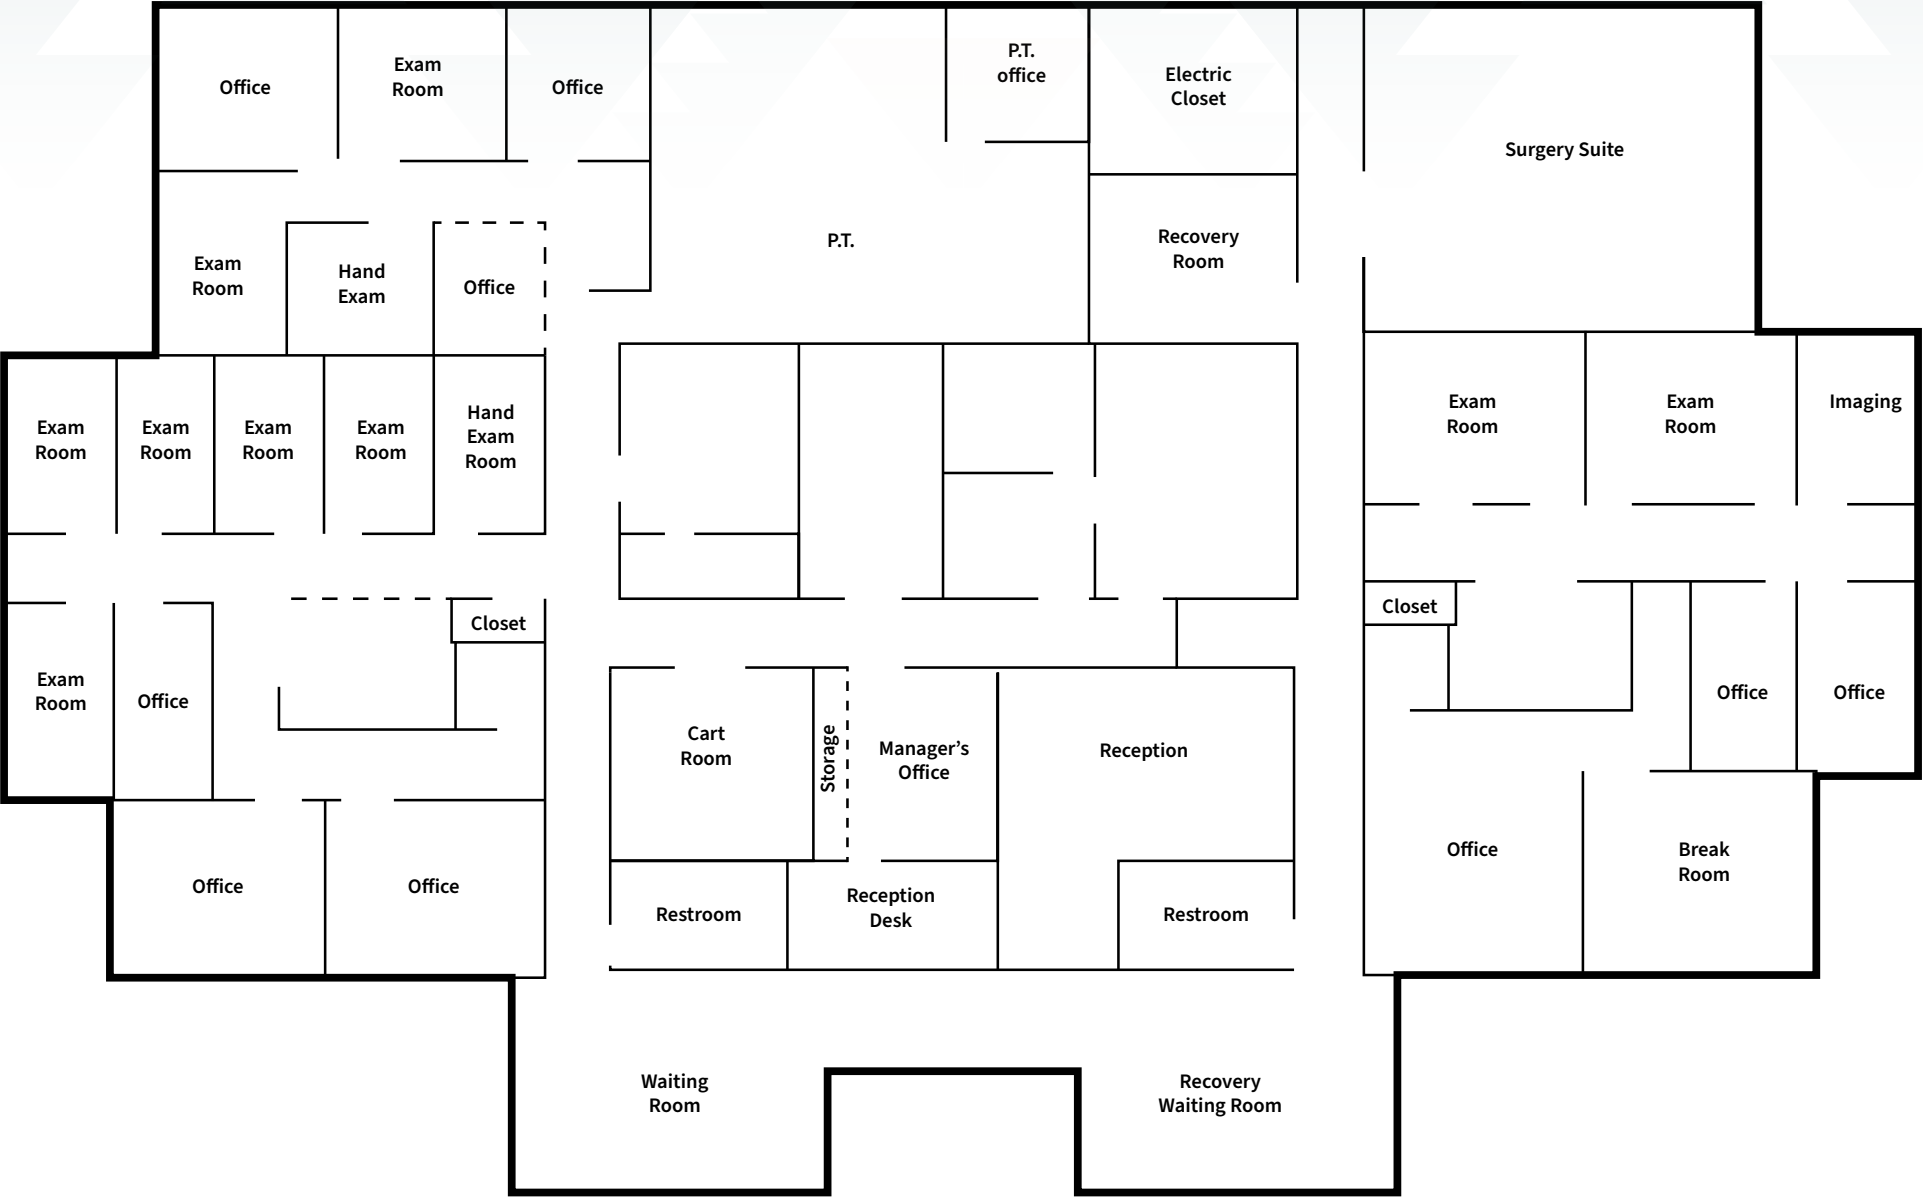 Office
Exam
Room
Office
P.T.
office
Electric
Closet
Surgery Suite
Exam
Room
Hand
Exam
Office
P.T.
Recovery
Room
Exam
Room
Exam
Room
Exam
Room
Exam
Room
Hand
Exam
Room
Exam
Room
Exam
Room
Imaging
Closet
Closet
Exam
Room
Office
Cart
Room
Storage
Manager’s
Office
Reception
Office
Office
Office
Office
Restroom
Reception
Desk
Restroom
Office
Break
Room
Waiting
Room
Recovery
Waiting Room